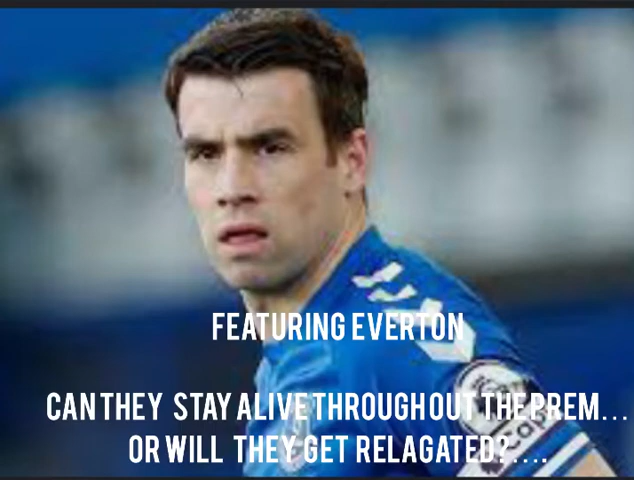 FEATURING EVERTON
CAN THEY STAY ALIVE THROUGHOUT THE PREM...
OR WILL THEY GET RELAGATED?....